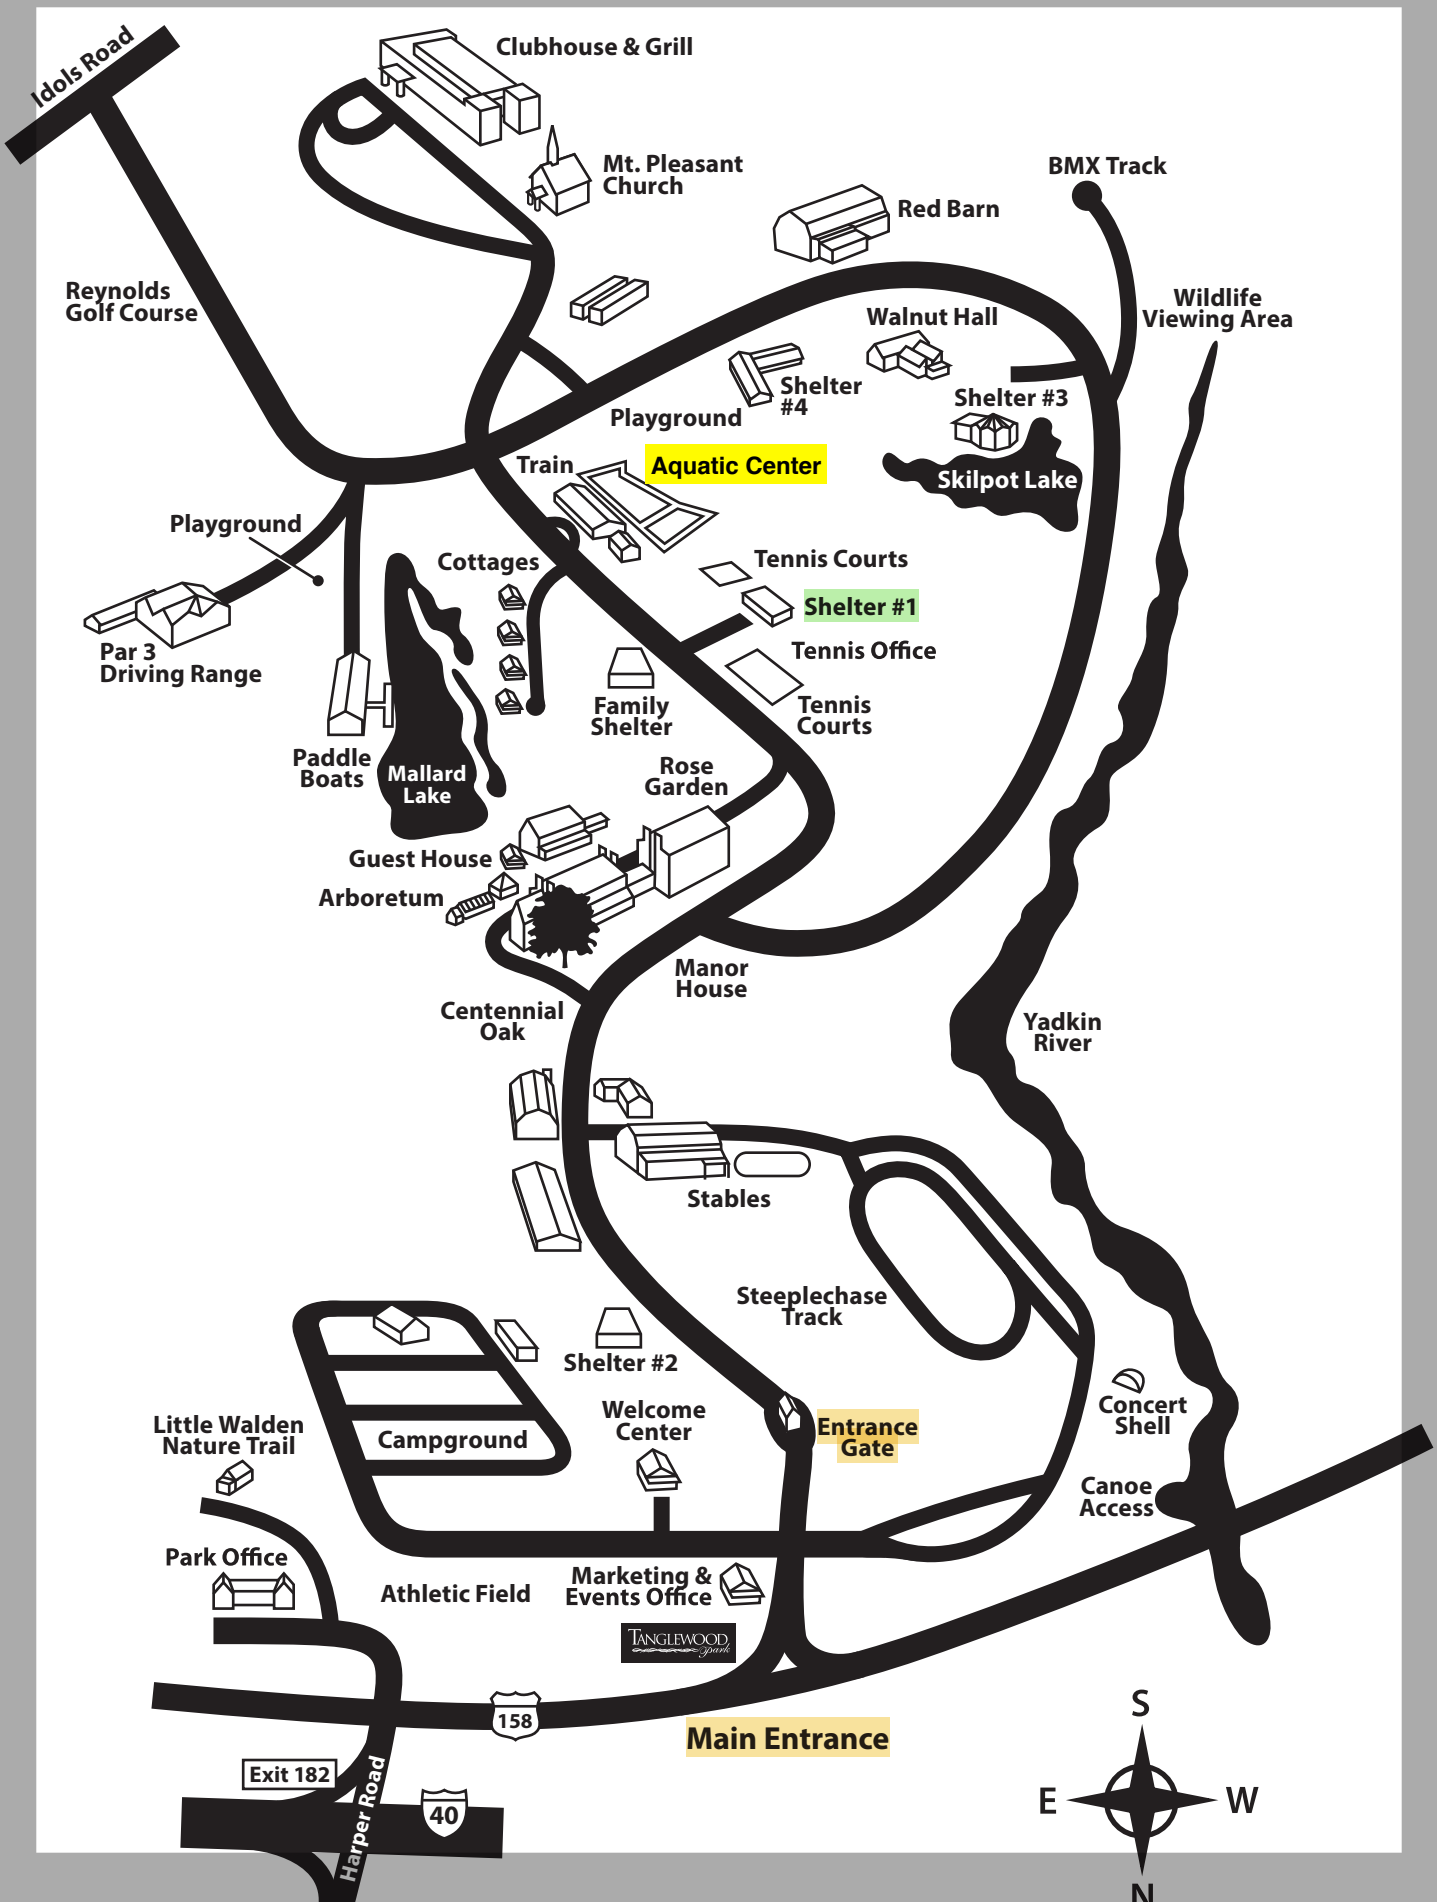 Idols Road
Clubhouse & Grill
Mt. Pleasant
Church
BMX Track
Red Barn
Reynolds
Golf Course
Wildlife
Viewing Area
Walnut Hall
Shelter
#4
Shelter #3
Playground
Train
Aquatic Center
Skilpot Lake
Playground
Cottages
Tennis Courts
Shelter #1
Par 3
Driving Range
Tennis Office
Family
Shelter
Tennis
Courts
Paddle
Boats
Mallard
Lake
Rose
Garden
Guest House
Arboretum
Manor
House
Centennial
Oak
Yadkin
River
Stables
Steeplechase
Track
Shelter #2
Concert
Shell
Little Walden
Nature Trail
Welcome
Center
Entrance
Gate
Campground
Canoe
Access
Park Office
Athletic Field
Marketing &
Events Office
TANGLEWOOD
Park
158
Main Entrance
S
Exit 182
Harper Road
40
E
W
N